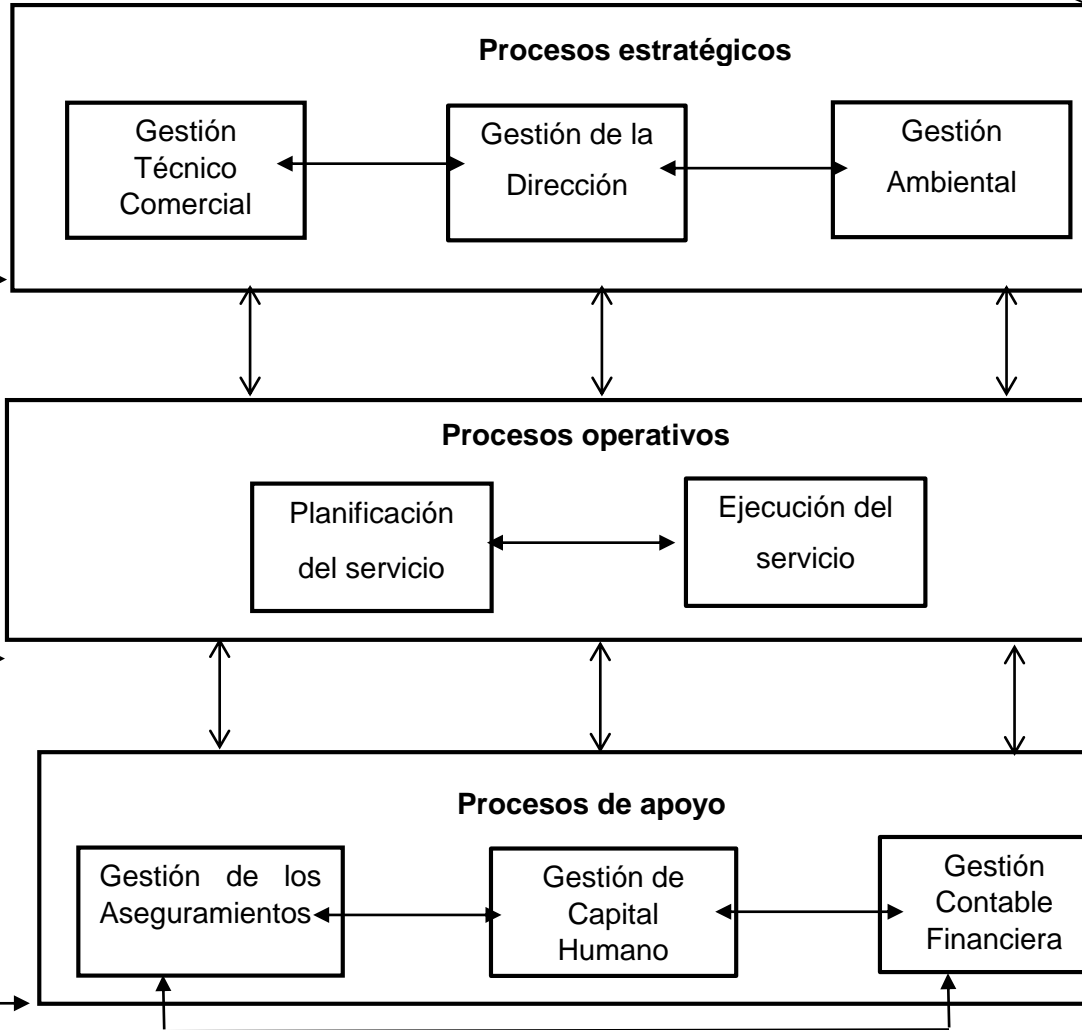 Procesos estratégicos
Gestión
Técnico
Comercial
Gestión de la
Dirección
Gestión
Ambiental
Procesos operativos
Planificación
del servicio
Ejecución del
servicio
Procesos de apoyo
Gestión de los
Aseguramientos
Gestión de
Capital
Humano
Gestión
Contable
Financiera